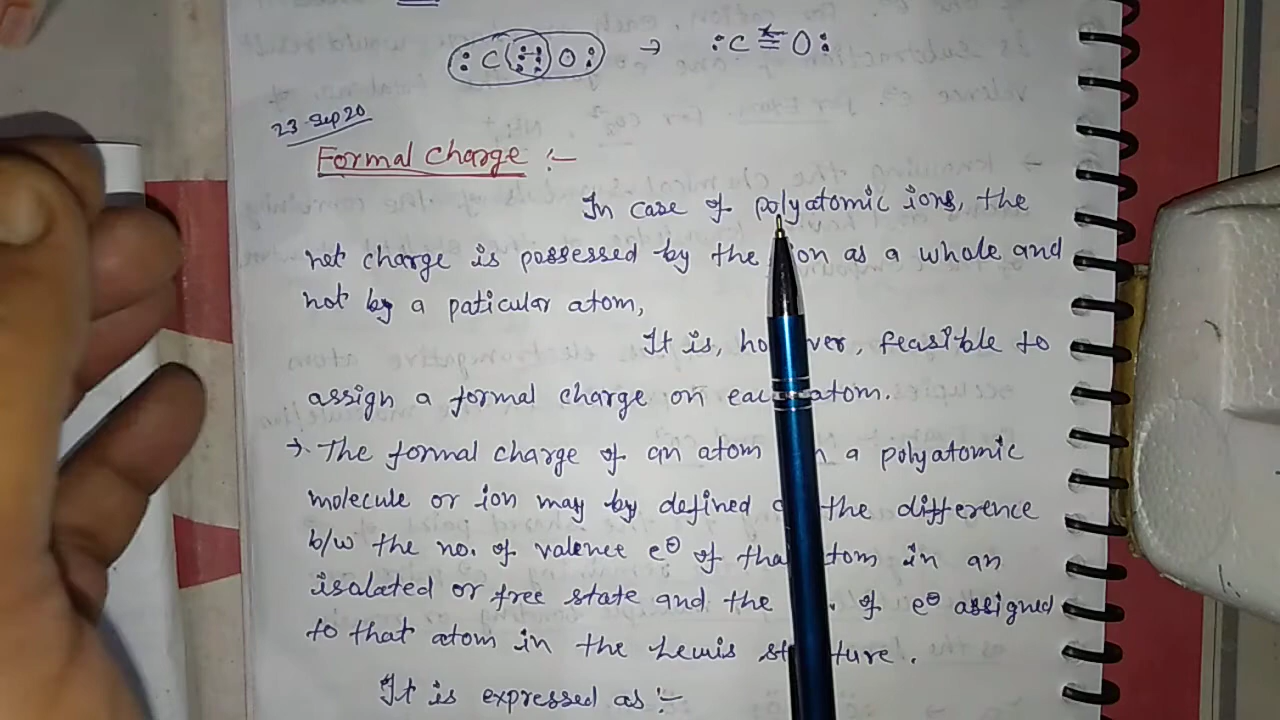 :C :: O: → :C ≡ O:
23-Sep 20
Formal charge :-
In case of polyatomic ions, the
net charge is possessed by the ion as a whole and
not by a paticular atom,
It is, however, feasible to
assign a formal charge on each atom.
→ The formal charge of an atom in a polyatomic
molecule or ion may by defined the difference
b/w the no. of valence e⊖ of that atom in an
isolated or free state and the of e⊖ assigned
to that atom in the Lewis structure.
It is expressed as :-